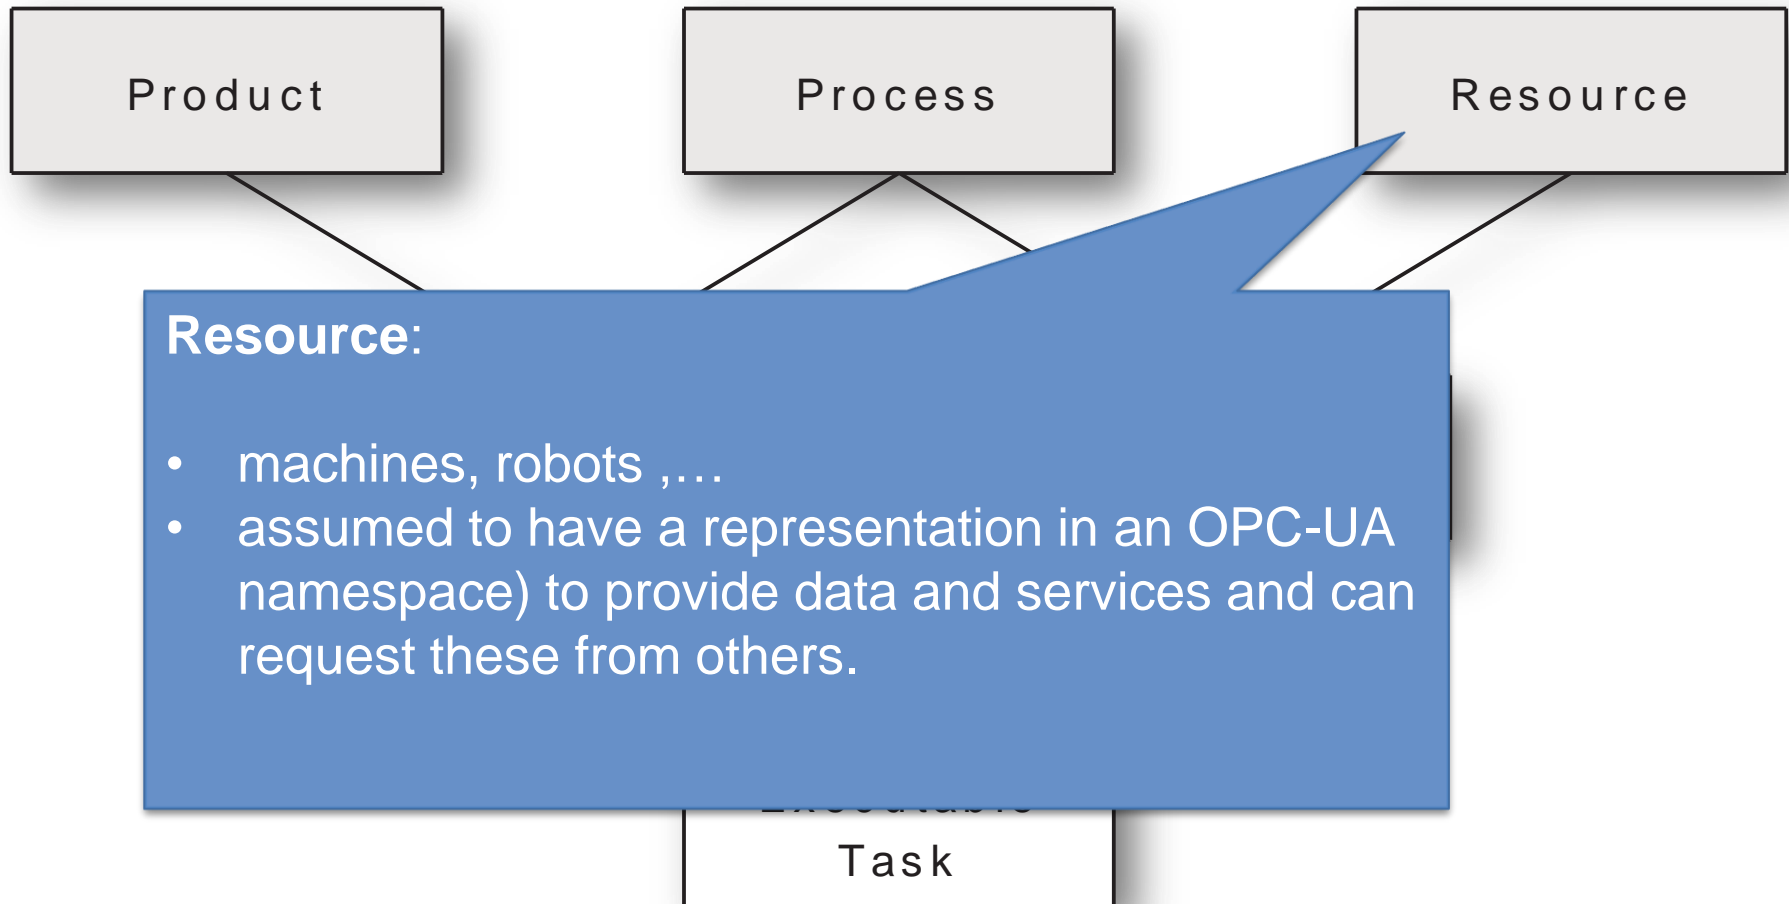 Product
Process
Resource
Resource:
• machines, robots ,…
• assumed to have a representation in an OPC-UA
namespace) to provide data and services and can
request these from others.
Task